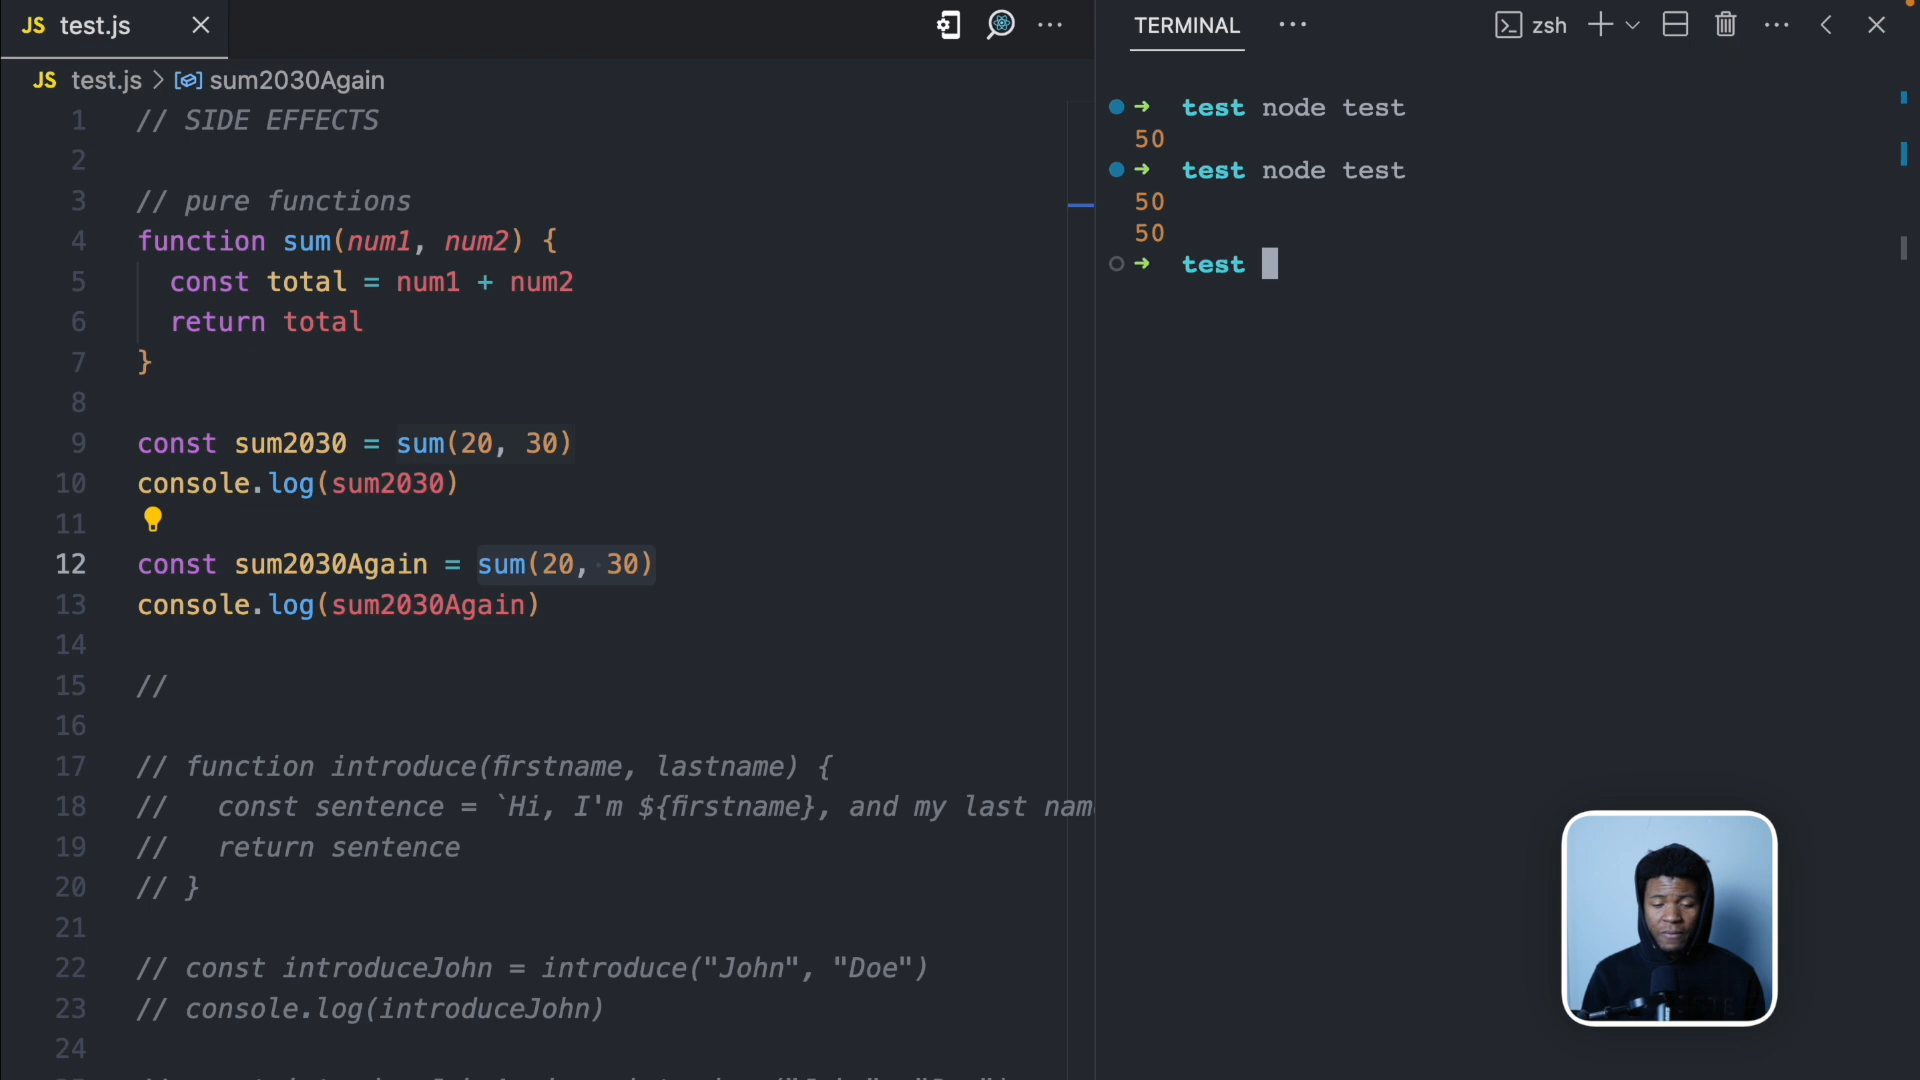 JS test.js
TERMINAL
zsh
JS test.js > sum2030Again
1 // SIDE EFFECTS
2
3 // pure functions
4 function sum(num1, num2) {
5 const total = num1 + num2
6 return total
7 }
8
9 const sum2030 = sum(20, 30)
10 console.log(sum2030)
11
12 const sum2030Again = sum(20, 30)
13 console.log(sum2030Again)
14
15 //
16
17 // function introduce(firstname, lastname) {
18 // const sentence = `Hi, I'm ${firstname}, and my last nam
19 // return sentence
20 // }
21
22 // const introduceJohn = introduce("John", "Doe")
23 // console.log(introduceJohn)
24
➜ test node test
50
➜ test node test
50
50
➜ test